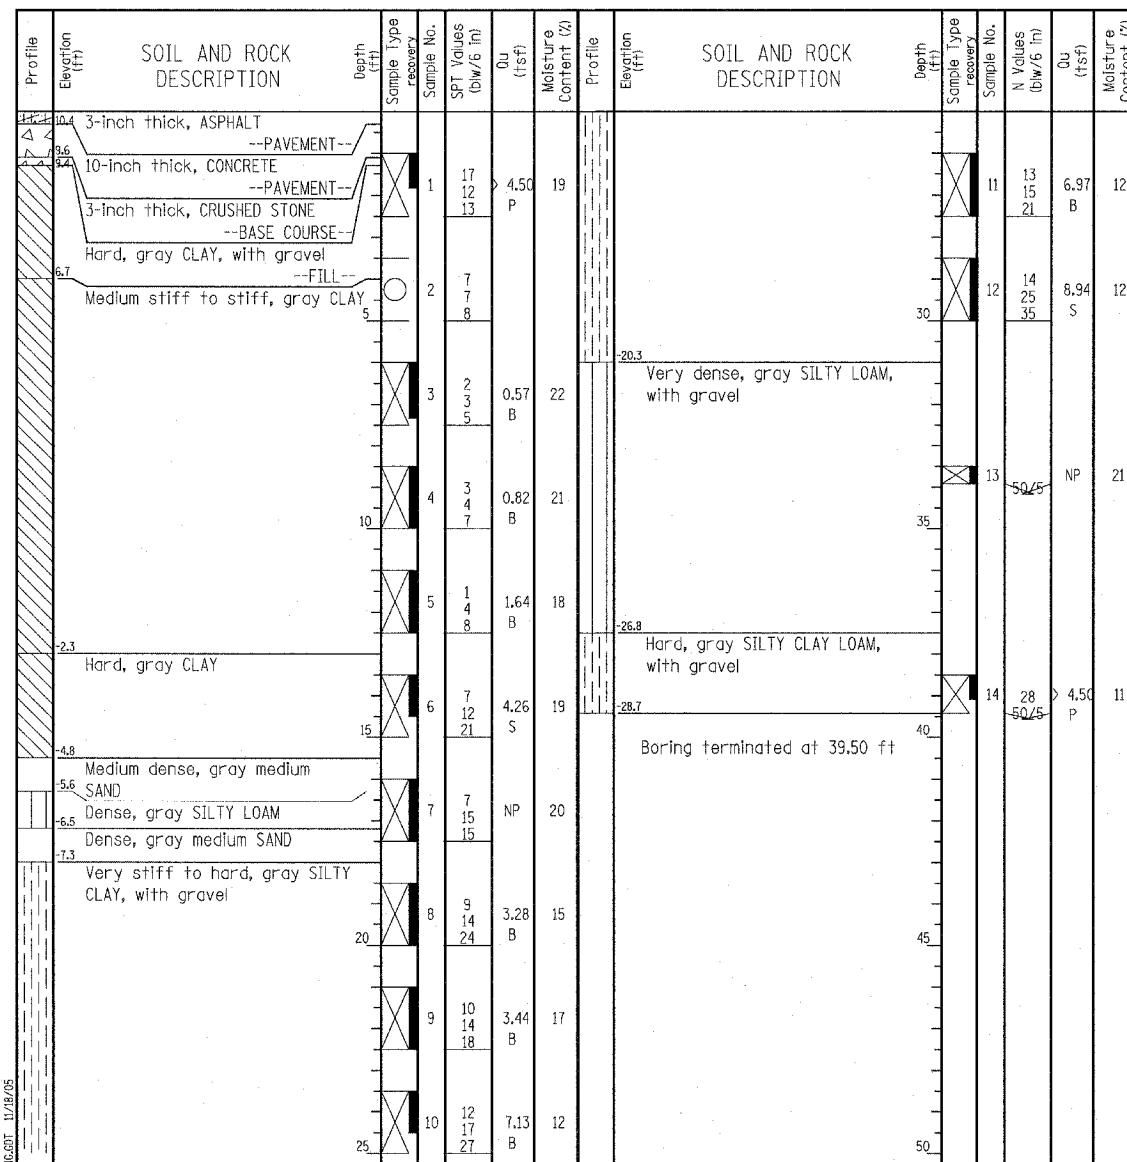 Profile
Elevation (ft)
SOIL AND ROCK DESCRIPTION
Depth (ft)
Sample Type recovery
Sample No.
SPT Values (blw/6 in)
Qu (tsf)
Moisture Content (%)
10.4 3-inch thick, ASPHALT
--PAVEMENT--
9.6 10-inch thick, CONCRETE
9.4
--PAVEMENT--
3-inch thick, CRUSHED STONE
--BASE COURSE--
Hard, gray CLAY, with gravel
--FILL--
1 17 12 13 > 4.50 P 19
6.7 Medium stiff to stiff, gray CLAY
5
2 7 7 8
3 2 3 5 0.57 B 22
10
4 3 4 7 0.82 B 21
5 1 4 8 1.64 B 18
-2.3
Hard, gray CLAY
15
6 7 12 21 4.26 S 19
-4.8
Medium dense, gray medium
-5.6 SAND
Dense, gray SILTY LOAM
-6.5
Dense, gray medium SAND
7 7 15 15 NP 20
-7.3
Very stiff to hard, gray SILTY
CLAY, with gravel
20
8 9 14 24 3.28 B 15
9 10 14 18 3.44 B 17
25
10 12 17 27 7.13 B 12
Profile
Elevation (ft)
SOIL AND ROCK DESCRIPTION
Depth (ft)
Sample Type recovery
Sample No.
N Values (blw/6 in)
Qu (tsf)
Moisture Content (%)
11 13 15 21 6.97 B 12
30
12 14 25 35 8.94 S 12
-20.3
Very dense, gray SILTY LOAM,
with gravel
13 50/5 NP 21
35
-26.8
Hard, gray SILTY CLAY LOAM,
with gravel
14 28 50/5 > 4.50 P 11
-28.7
40
Boring terminated at 39.50 ft
45
50
11/18/05